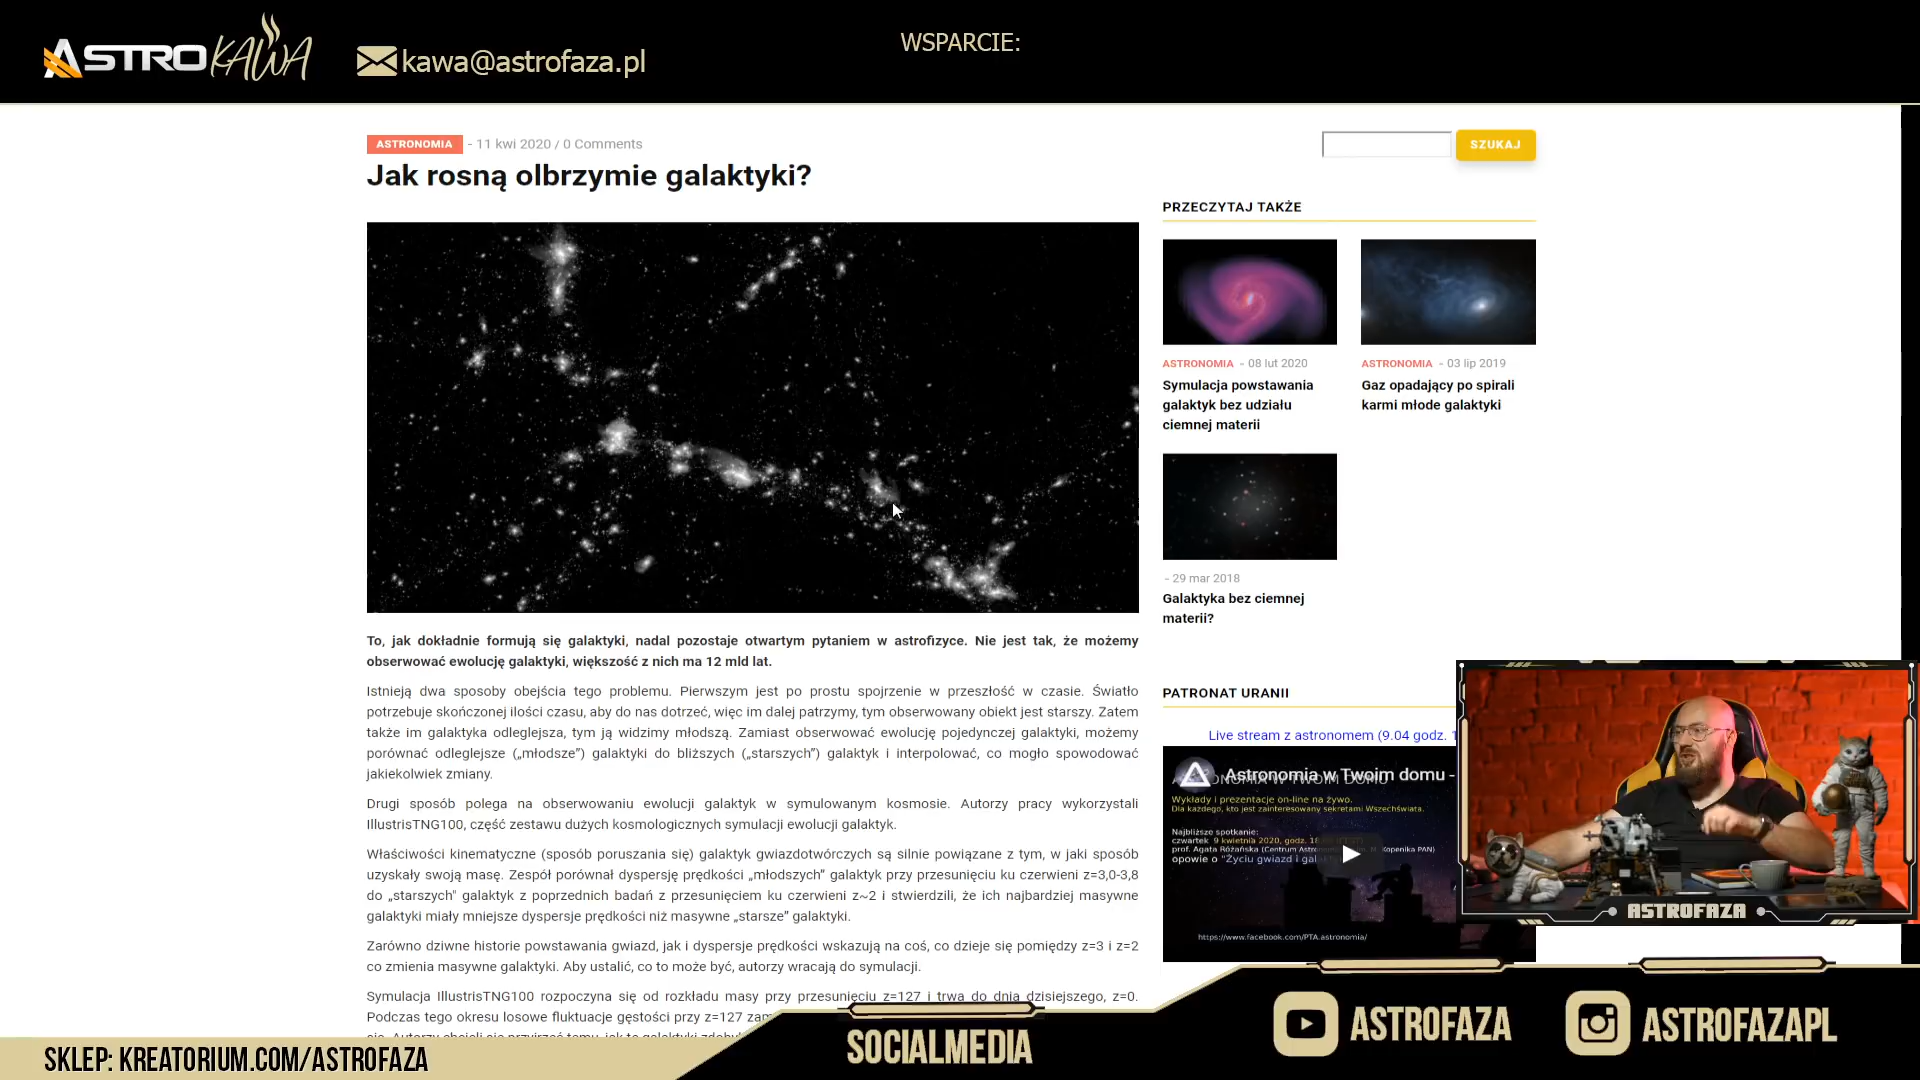 ASTROKAWA
kawa@astrofaza.pl
WSPARCIE:
ASTRONOMIA - 11 kwi 2020 / 0 Comments
Jak rosną olbrzymie galaktyki?
To, jak dokładnie formują się galaktyki, nadal pozostaje otwartym pytaniem w astrofizyce. Nie jest tak, że możemy
obserwować ewolucję galaktyki, większość z nich ma 12 mld lat.
Istnieją dwa sposoby obejścia tego problemu. Pierwszym jest po prostu spojrzenie w przeszłość w czasie. Światło
potrzebuje skończonej ilości czasu, aby do nas dotrzeć, więc im dalej patrzymy, tym obserwowany obiekt jest starszy. Zatem
także im galaktyka odleglejsza, tym ją widzimy młodszą. Zamiast obserwować ewolucję pojedynczej galaktyki, możemy
porównać odleglejsze („młodsze”) galaktyki do bliższych („starszych”) galaktyk i interpolować, co mogło spowodować
jakiekolwiek zmiany.
Drugi sposób polega na obserwowaniu ewolucji galaktyk w symulowanym kosmosie. Autorzy pracy wykorzystali
IllustrisTNG100, część zestawu dużych kosmologicznych symulacji ewolucji galaktyk.
Właściwości kinematyczne (sposób poruszania się) galaktyk gwiazdotwórczych są silnie powiązane z tym, w jaki sposób
uzyskały swoją masę. Zespół porównał dyspersję prędkości „młodszych” galaktyk przy przesunięciu ku czerwieni z=3,0-3,8
do „starszych" galaktyk z poprzednich badań z przesunięciem ku czerwieni z~2 i stwierdzili, że ich najbardziej masywne
galaktyki miały mniejsze dyspersje prędkości niż masywne „starsze” galaktyki.
Zarówno dziwne historie powstawania gwiazd, jak i dyspersje prędkości wskazują na coś, co dzieje się pomiędzy z=3 i z=2
co zmienia masywne galaktyki. Aby ustalić, co to może być, autorzy wracają do symulacji.
Symulacja IllustrisTNG100 rozpoczyna się od rozkładu masy przy przesunięciu z=127 i trwa do dnia dzisiejszego, z=0.
Podczas tego okresu losowe fluktuacje gęstości przy z=127
SZUKAJ
PRZECZYTAJ TAKŻE
ASTRONOMIA - 08 lut 2020
Symulacja powstawania
galaktyk bez udziału
ciemnej materii
ASTRONOMIA - 03 lip 2019
Gaz opadający po spirali
karmi młode galaktyki
- 29 mar 2018
Galaktyka bez ciemnej
materii?
PATRONAT URANII
Live stream z astronomem (9.04 godz.
Astronomia w Twoim domu -
Wykłady i prezentacje on-line na żywo.
Dla każdego, kto jest zainteresowany sekretami Wszechświata.
Najbliższe spotkanie:
czwartek 9 kwietnia 2020, godz.
prof. Agata Różańska (Centrum
opowie o "Życiu gwiazd i
https://www.facebook.com/PTA.astronomia/
ASTROFAZA
SKLEP: KREATORIUM.COM/ASTROFAZA
SOCIALMEDIA
ASTROFAZA
ASTROFAZAPL